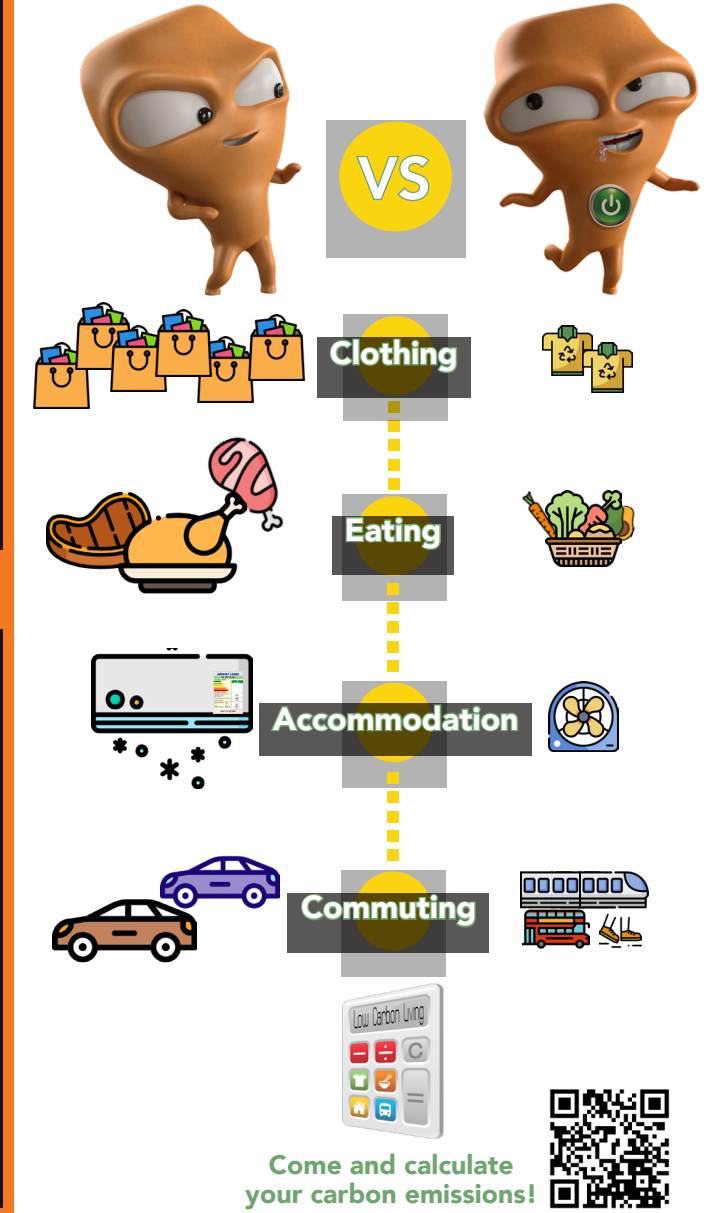 VS
Clothing
Eating
Accommodation
Commuting
Low Carbon Living
C
Come and calculate
your carbon emissions!